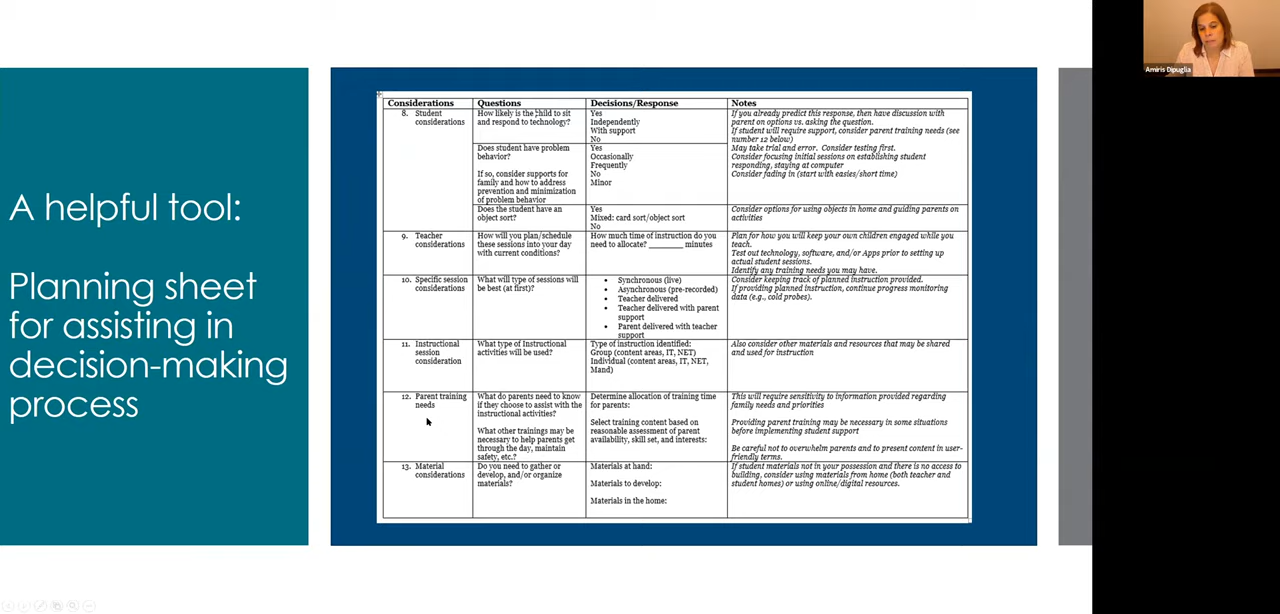 A helpful tool:
Planning sheet
for assisting in
decision-making
process
Considerations
Questions
Decisions/Response
Notes
8. Student
considerations
How likely is the child to sit
and respond to technology?
Yes
Independently
With support
No
If you already predict this response, then have discussion with
parent on options vs. asking the question.
If student will require support, consider parent training needs (see
number 12 below)
Does student have problem
behavior?
If so, consider supports for
family and how to address
prevention and minimization
of problem behavior
Yes
Occasionally
Frequently
No
Minor
May take trial and error. Consider testing first.
Consider focusing initial sessions on establishing student
responding, staying at computer
Consider fading in (start with easies/short time)
Does the student have an
object sort?
Yes
Mixed: card sort/object sort
No
Consider options for using objects in home and guiding parents on
activities
9. Teacher
considerations
How will you plan/schedule
these sessions into your day
with current conditions?
How much time of instruction do you
need to allocate? ________ minutes
Plan for how you will keep your own children engaged while you
teach.
Test out technology, software, and/or Apps prior to setting up
actual student sessions.
Identify any training needs you may have.
10. Specific session
considerations
What will type of sessions will
be best (at first)?
• Synchronous (live)
• Asynchronous (pre-recorded)
• Teacher delivered
• Teacher delivered with parent
support
• Parent delivered with teacher
support
Consider keeping track of planned instruction provided.
If providing planned instruction, continue progress monitoring
data (e.g., cold probes).
11. Instructional
session
consideration
What type of Instructional
activities will be used?
Type of instruction identified:
Group (content areas, IT, NET)
Individual (content areas, IT, NET,
Mand)
Also consider other materials and resources that may be shared
and used for instruction
12. Parent training
needs
What do parents need to know
if they choose to assist with the
instructional activities?
What other trainings may be
necessary to help parents get
through the day, maintain
safety, etc.?
Determine allocation of training time
for parents:
Select training content based on
reasonable assessment of parent
availability, skill set, and interests:
This will require sensitivity to information provided regarding
family needs and priorities
Providing parent training may be necessary in some situations
before implementing student support
Be careful not to overwhelm parents and to present content in user-
friendly terms.
13. Material
considerations
Do you need to gather or
develop, and/or organize
materials?
Materials at hand:
Materials to develop:
Materials in the home:
If student materials not in your possession and there is no access to
building, consider using materials from home (both teacher and
student homes) or using online/digital resources.
Amiris Dipuglia